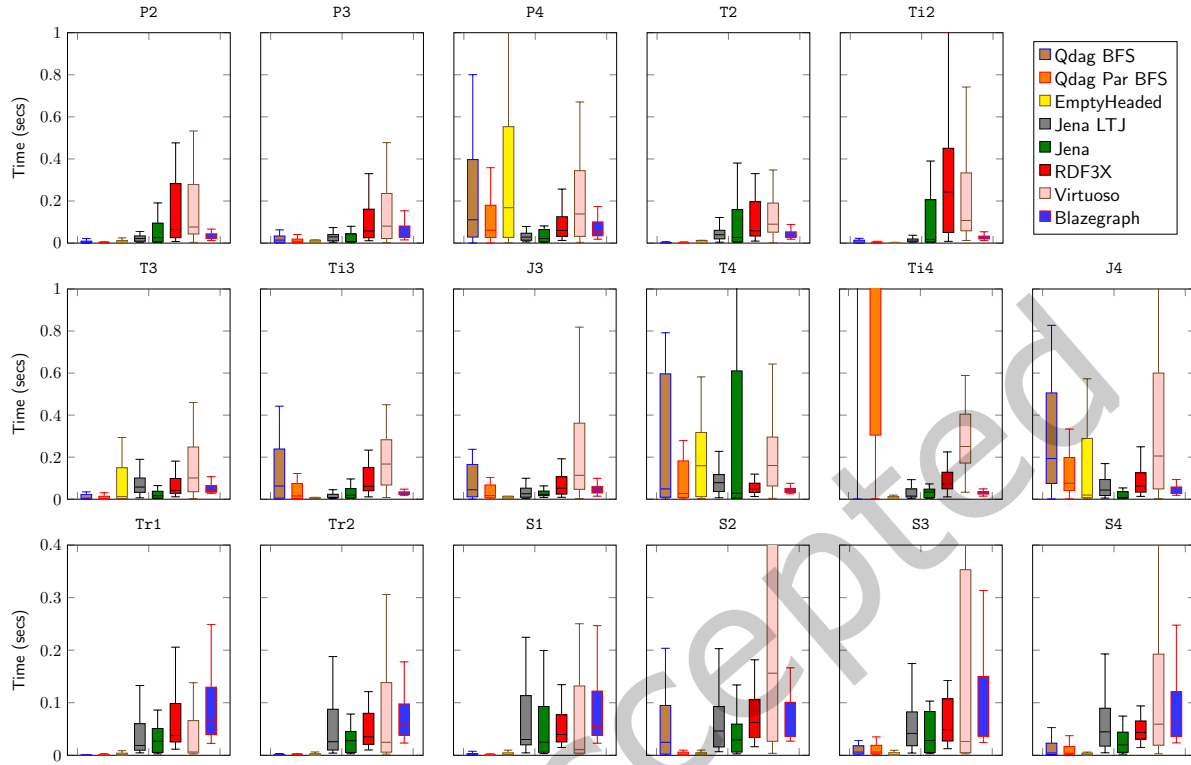 P2 P3 P4 T2 Ti2
1
0.8
0.6
0.4
0.2
0
Time (secs)
Qdag BFS
Qdag Par BFS
EmptyHeaded
Jena LTJ
Jena
RDF3X
Virtuoso
Blazegraph
T3 Ti3 J3 T4 Ti4 J4
1
0.8
0.6
0.4
0.2
0
Time (secs)
Tr1 Tr2 S1 S2 S3 S4
0.4
0.3
0.2
0.1
0
Time (secs)
ccepted